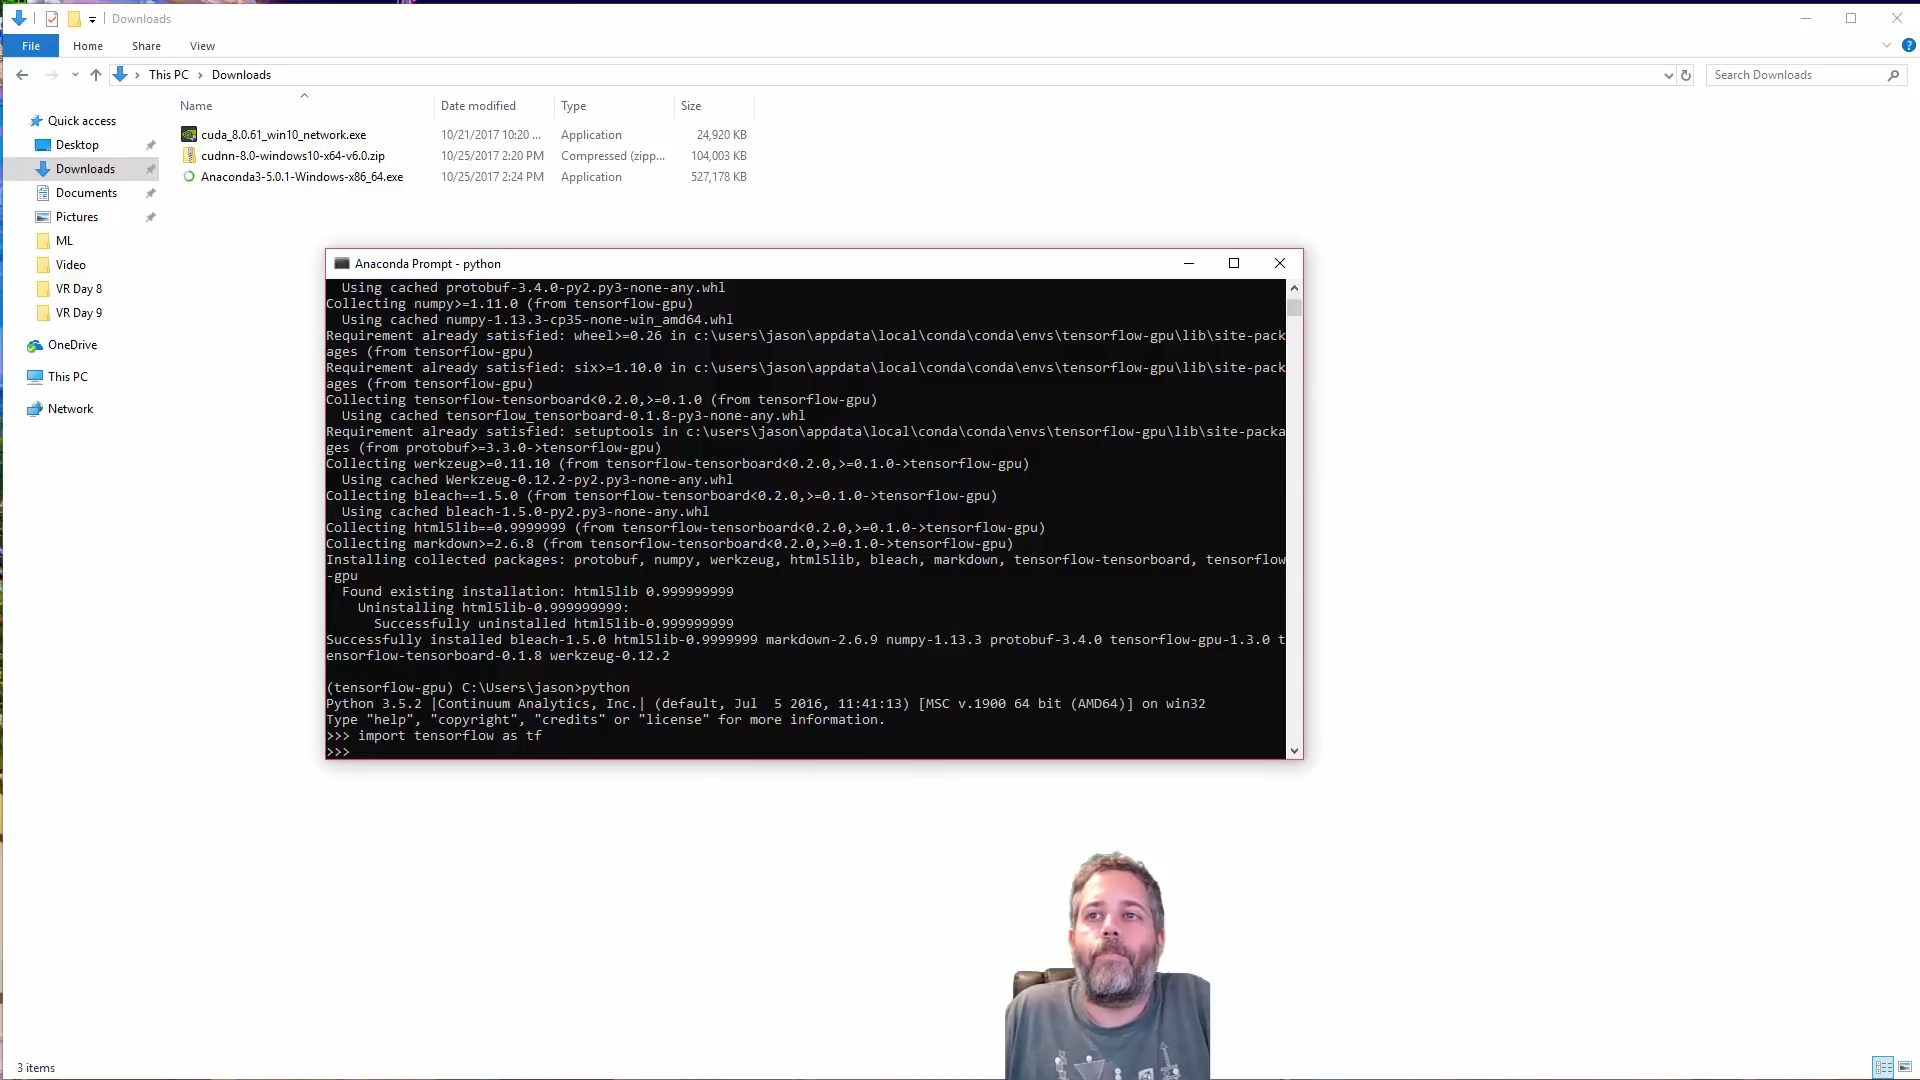 Downloads
File Home Share View
This PC > Downloads
Search Downloads
Name Date modified Type Size
cuda_8.0.61_win10_network.exe 10/21/2017 10:20 ... Application 24,920 KB
cudnn-8.0-windows10-x64-v6.0.zip 10/25/2017 2:20 PM Compressed (zipp... 104,003 KB
Anaconda3-5.0.1-Windows-x86_64.exe 10/25/2017 2:24 PM Application 527,178 KB
Quick access
Desktop
Downloads
Documents
Pictures
ML
Video
VR Day 8
VR Day 9
OneDrive
This PC
Network
Anaconda Prompt - python
Using cached protobuf-3.4.0-py2.py3-none-any.whl
Collecting numpy>=1.11.0 (from tensorflow-gpu)
Using cached numpy-1.13.3-cp35-none-win_amd64.whl
Requirement already satisfied: wheel>=0.26 in c:\users\jason\appdata\local\conda\conda\envs\tensorflow-gpu\lib\site-pack
ages (from tensorflow-gpu)
Requirement already satisfied: six>=1.10.0 in c:\users\jason\appdata\local\conda\conda\envs\tensorflow-gpu\lib\site-pack
ages (from tensorflow-gpu)
Collecting tensorflow-tensorboard<0.2.0,>=0.1.0 (from tensorflow-gpu)
Using cached tensorflow_tensorboard-0.1.8-py3-none-any.whl
Requirement already satisfied: setuptools in c:\users\jason\appdata\local\conda\conda\envs\tensorflow-gpu\lib\site-packa
ges (from protobuf>=3.3.0->tensorflow-gpu)
Collecting werkzeug>=0.11.10 (from tensorflow-tensorboard<0.2.0,>=0.1.0->tensorflow-gpu)
Using cached Werkzeug-0.12.2-py2.py3-none-any.whl
Collecting bleach==1.5.0 (from tensorflow-tensorboard<0.2.0,>=0.1.0->tensorflow-gpu)
Using cached bleach-1.5.0-py2.py3-none-any.whl
Collecting html5lib==0.9999999 (from tensorflow-tensorboard<0.2.0,>=0.1.0->tensorflow-gpu)
Collecting markdown>=2.6.8 (from tensorflow-tensorboard<0.2.0,>=0.1.0->tensorflow-gpu)
Installing collected packages: protobuf, numpy, werkzeug, html5lib, bleach, markdown, tensorflow-tensorboard, tensorflow
-gpu
Found existing installation: html5lib 0.999999999
Uninstalling html5lib-0.999999999:
Successfully uninstalled html5lib-0.999999999
Successfully installed bleach-1.5.0 html5lib-0.9999999 markdown-2.6.9 numpy-1.13.3 protobuf-3.4.0 tensorflow-gpu-1.3.0 t
ensorflow-tensorboard-0.1.8 werkzeug-0.12.2
(tensorflow-gpu) C:\Users\jason>python
Python 3.5.2 |Continuum Analytics, Inc.| (default, Jul  5 2016, 11:41:13) [MSC v.1900 64 bit (AMD64)] on win32
Type "help", "copyright", "credits" or "license" for more information.
>>> import tensorflow as tf
>>>
3 items